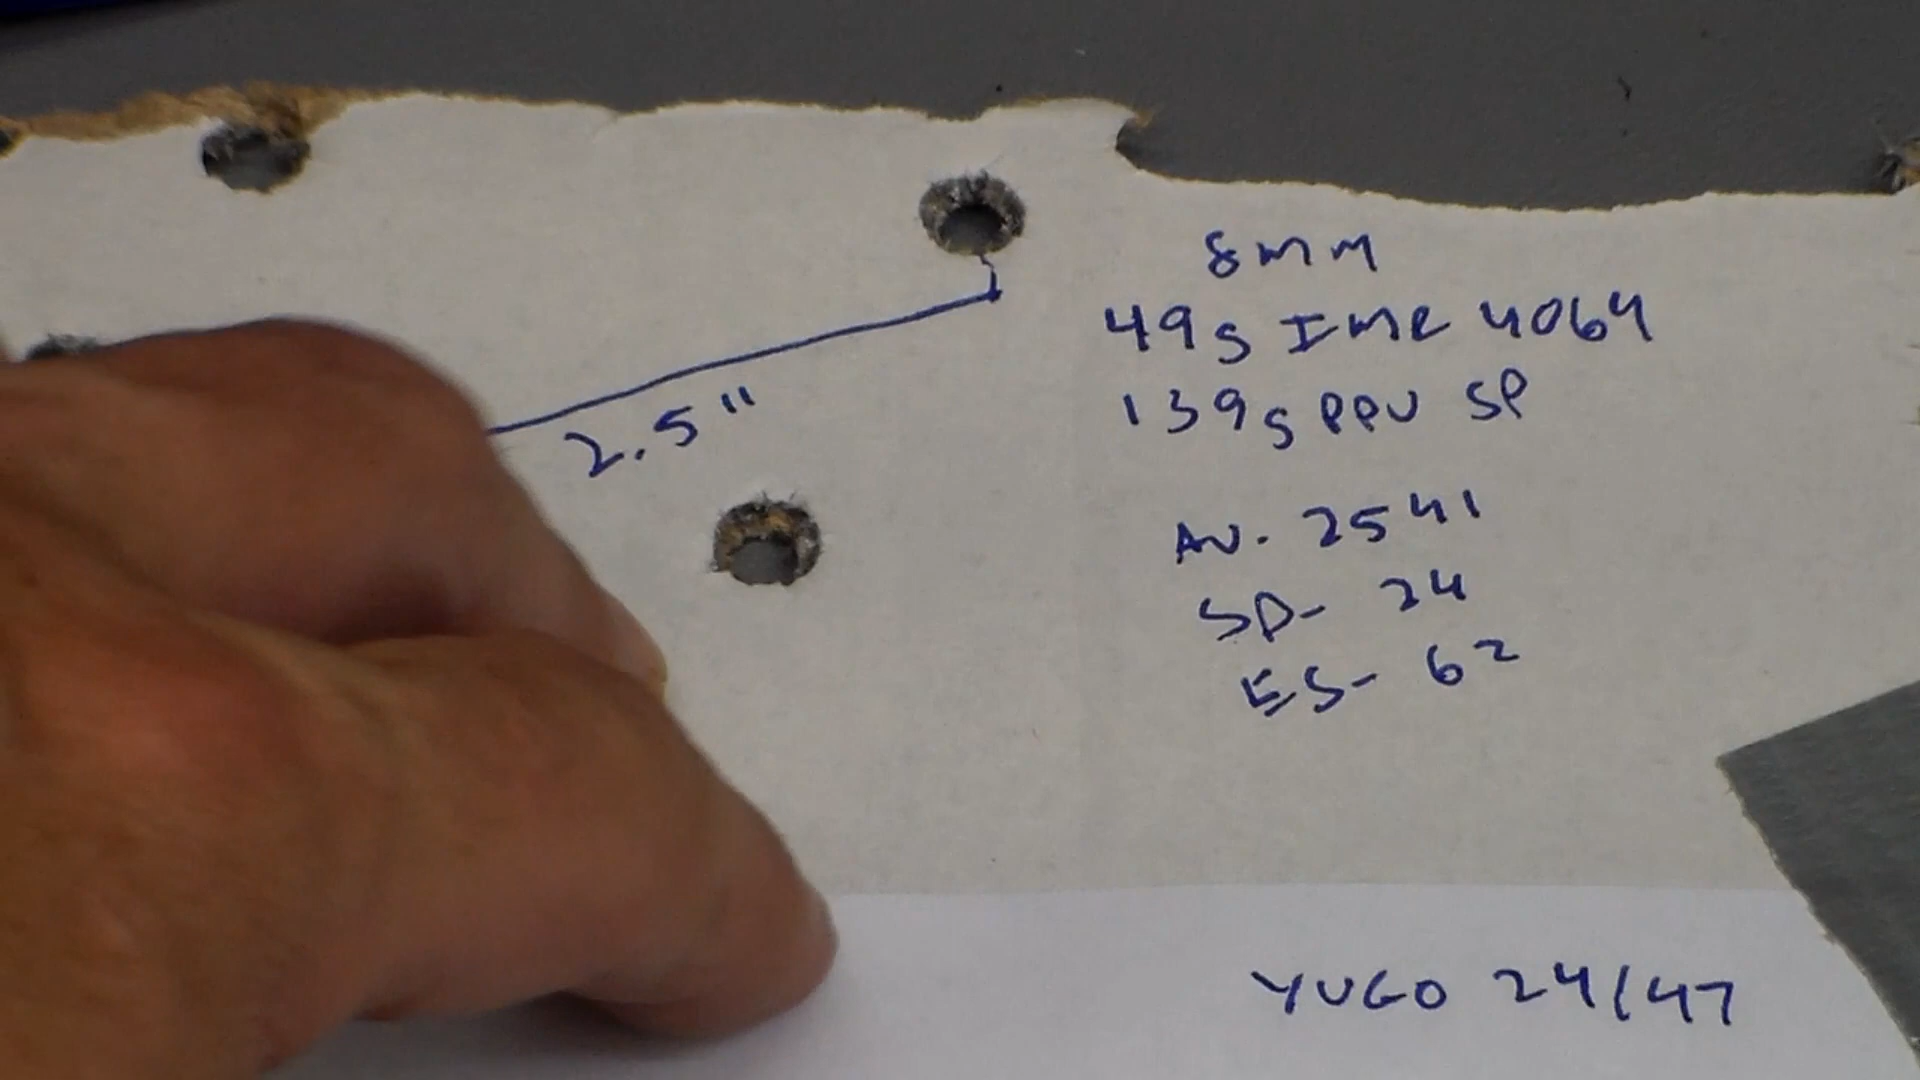 8mm
49g IMR 4064
139g PPU SP
2.5"
AV. 2541
SD- 24
ES- 62
YUGO 24/47